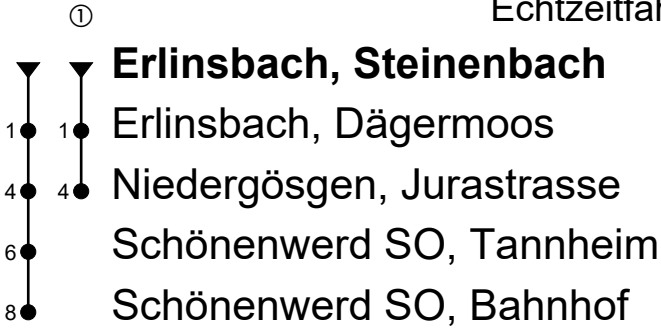 ① Echtzeitfah
Erlinsbach, Steinenbach
1 1 Erlinsbach, Dägermoos
4 4 Niedergösgen, Jurastrasse
6 Schönenwerd SO, Tannheim
8 Schönenwerd SO, Bahnhof